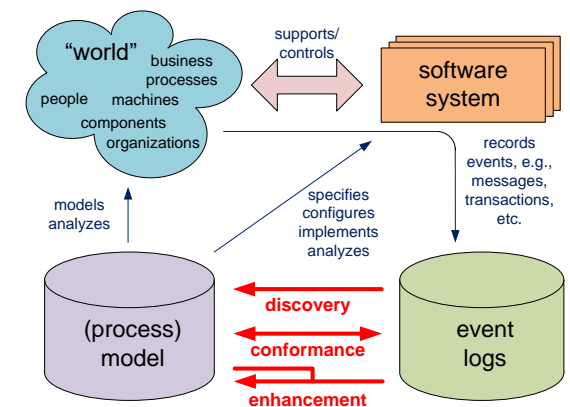 “world”
business
processes
people
machines
components
organizations
supports/
controls
software
system
records
events, e.g.,
messages,
transactions,
etc.
models
analyzes
specifies
configures
implements
analyzes
(process)
model
discovery
conformance
enhancement
event
logs